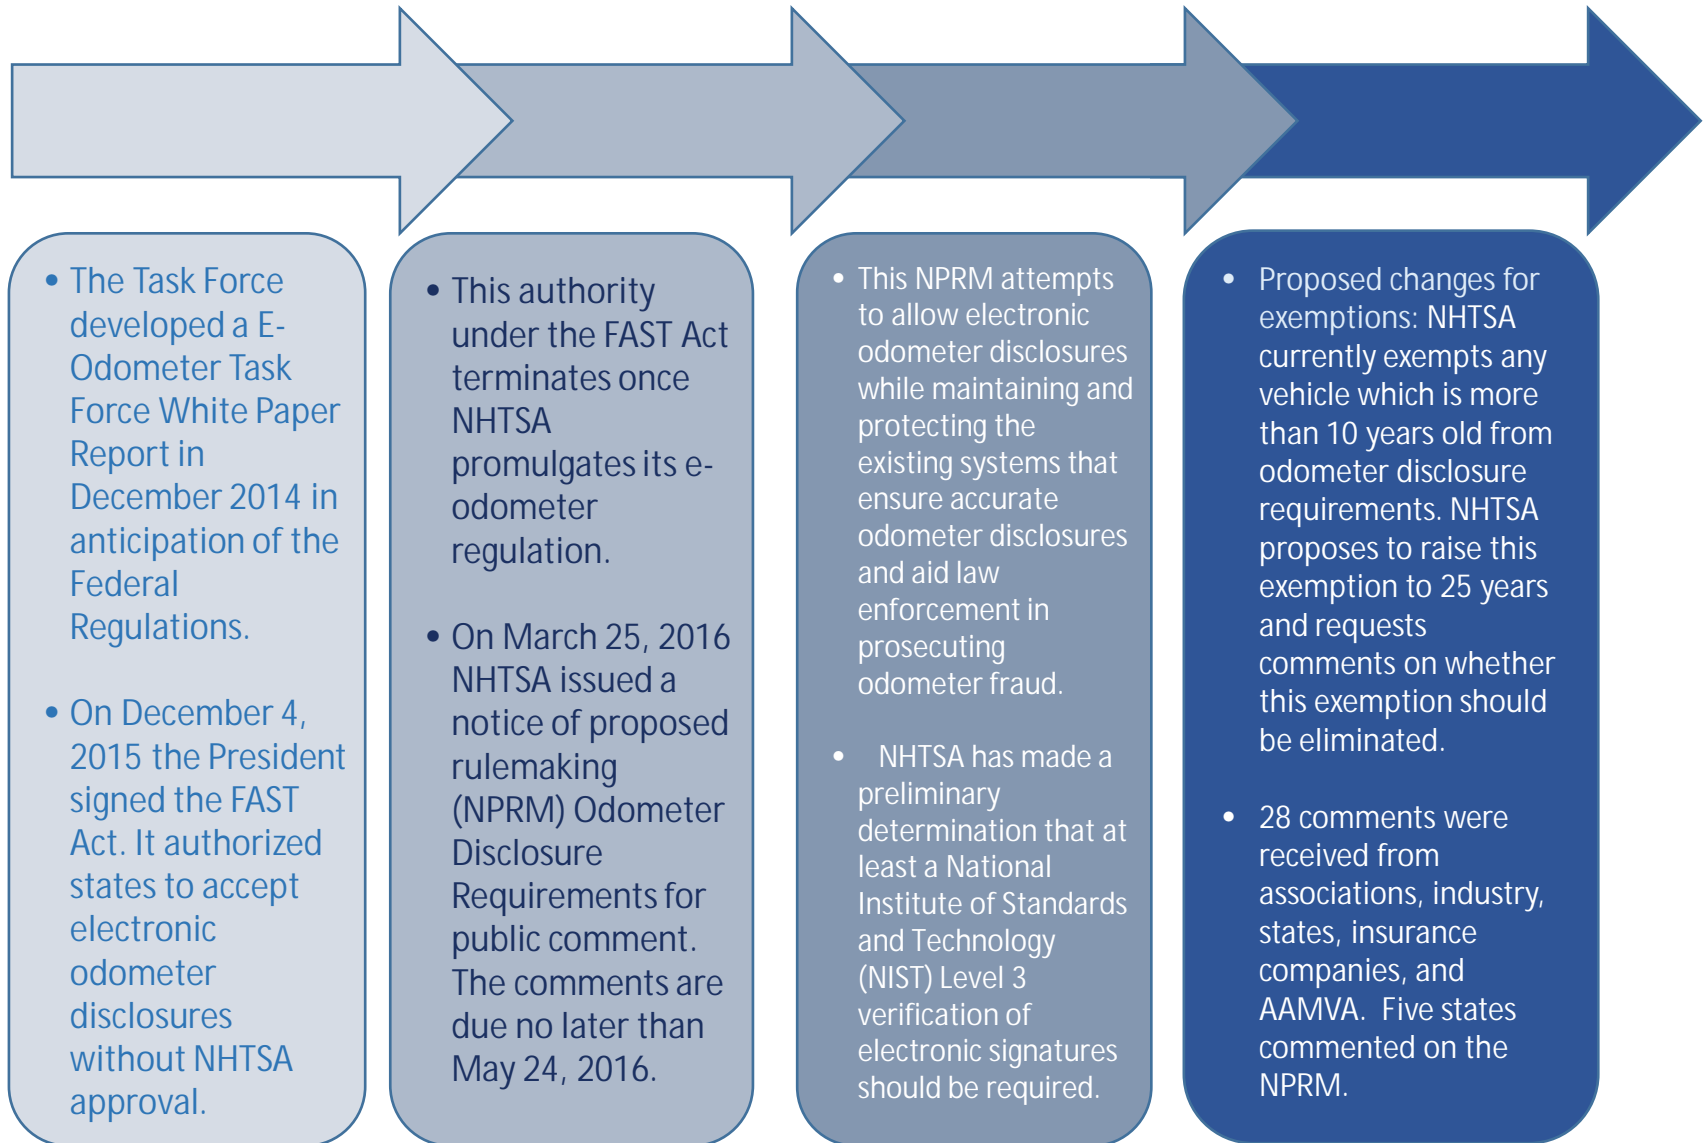 • The Task Force
developed a E-
Odometer Task
Force White Paper
Report in
December 2014 in
anticipation of the
Federal
Regulations.
• On December 4,
2015 the President
signed the FAST
Act. It authorized
states to accept
electronic
odometer
disclosures
without NHTSA
approval.
• This authority
under the FAST Act
terminates once
NHTSA
promulgates its e-
odometer
regulation.
• On March 25, 2016
NHTSA issued a
notice of proposed
rulemaking
(NPRM) Odometer
Disclosure
Requirements for
public comment.
The comments are
due no later than
May 24, 2016.
• This NPRM attempts
to allow electronic
odometer disclosures
while maintaining and
protecting the
existing systems that
ensure accurate
odometer disclosures
and aid law
enforcement in
prosecuting
odometer fraud.
• NHTSA has made a
preliminary
determination that at
least a National
Institute of Standards
and Technology
(NIST) Level 3
verification of
electronic signatures
should be required.
• Proposed changes for
exemptions: NHTSA
currently exempts any
vehicle which is more
than 10 years old from
odometer disclosure
requirements. NHTSA
proposes to raise this
exemption to 25 years
and requests
comments on whether
this exemption should
be eliminated.
• 28 comments were
received from
associations, industry,
states, insurance
companies, and
AAMVA. Five states
commented on the
NPRM.